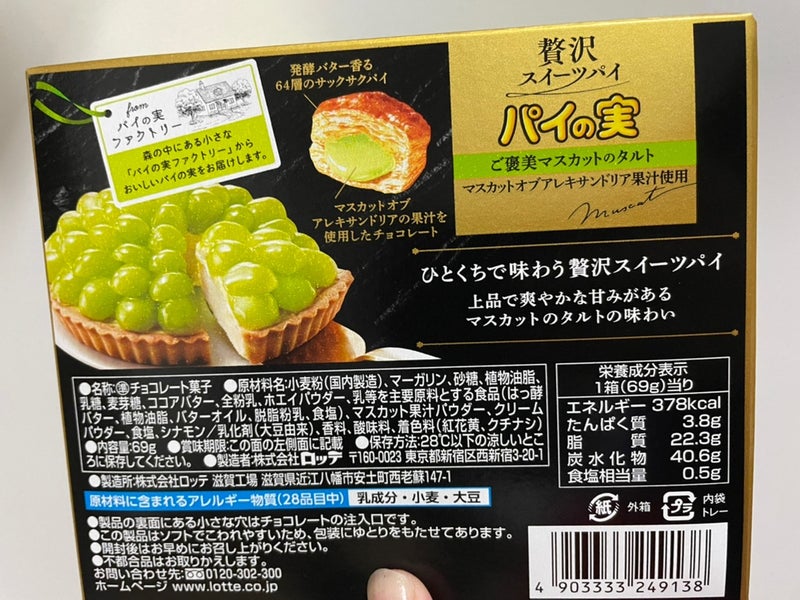 from
パイの実
ファクトリー
森の中にある小さな
「パイの実ファクトリー」から
おいしいパイの実をお届けします。
発酵バター香る
64層のサックサクパイ
マスカットオブ
アレキサンドリアの果汁を
使用したチョコレート
贅沢
スイーツパイ
パイの実
ご褒美マスカットのタルト
マスカットオブアレキサンドリア果汁使用
Muscat
ひとくちで味わう贅沢スイーツパイ
上品で爽やかな甘みがある
マスカットのタルトの味わい
●名称:準チョコレート菓子 ●原材料名:小麦粉(国内製造)、マーガリン、砂糖、植物油脂、
乳糖、麦芽糖、ココアバター、全粉乳、ホエイパウダー、乳等を主要原料とする食品(はっ酵
バター、植物油脂、バターオイル、脱脂粉乳、食塩)、マスカット果汁パウダー、クリーム
パウダー、食塩、シナモン/乳化剤(大豆由来)、香料、酸味料、着色料(紅花黄、クチナシ)
●内容量:69g ●賞味期限:この面の左側面に記載 ●保存方法:28℃以下の涼しいとこ
ろに保存してください。 ●製造者:株式会社ロッテ 〒160-0023 東京都新宿区西新宿3-20-1
●製造所:株式会社ロッテ 滋賀工場 滋賀県近江八幡市安土町西老蘇147-1
原材料に含まれるアレルギー物質(28品目中) 乳成分・小麦・大豆
●製品の裏面にある小さな穴はチョコレートの注入口です。
●この製品はソフトでこわれやすいため、包装にゆとりをもたせてあります。
●開封後はお早めにお召し上がりください。
●不都合品はお取りかえします。
お問い合わせ先:0120-302-300
ホームページ www.lotte.co.jp
栄養成分表示
1箱(69g)当り
エネルギー 378kcal
たんぱく質 3.8g
脂質 22.3g
炭水化物 40.6g
食塩相当量 0.5g
紙 外箱 プラ 内袋
トレー
4 903333 249138